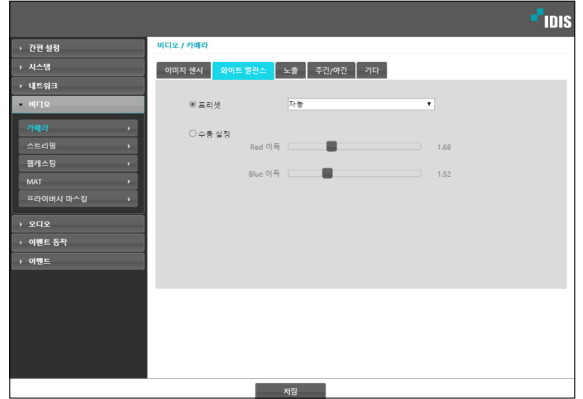 IDIS
간편 설정
시스템
네트워크
비디오
카메라
스트리밍
웹캐스팅
MAT
프라이버시 마스킹
오디오
이벤트 동작
이벤트
비디오 / 카메라
이미지 센서 화이트 밸런스 노출 주간/야간 기타
프리셋 자동
수동 설정
Red 이득 1.68
Blue 이득 1.52
저장